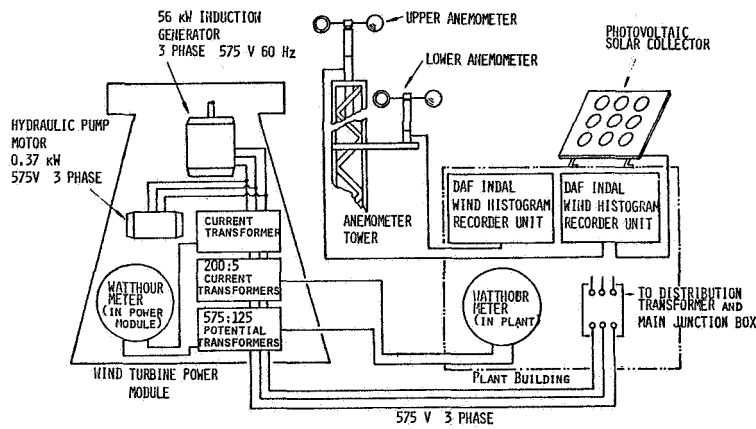 56 kW INDUCTION
GENERATOR
3 PHASE 575 V 60 Hz
UPPER ANEMOMETER
LOWER ANEMOMETER
PHOTOVOLTAIC
SOLAR COLLECTOR
HYDRAULIC PUMP
MOTOR
0.37 kW
575V 3 PHASE
CURRENT
TRANSFORMER
200:5
CURRENT
TRANSFORMERS
575:125
POTENTIAL
TRANSFORMERS
WATTHOUR
METER
(IN POWER
MODULE)
WIND TURBINE POWER
MODULE
ANEMOMETER
TOWER
DAF INDAL
WIND HISTOGRAM
RECORDER UNIT
DAF INDAL
WIND HISTOGRAM
RECORDER UNIT
WATTHOUR
METER
(IN PLANT)
TO DISTRIBUTION
TRANSFORMER AND
MAIN JUNCTION BOX
PLANT BUILDING
575 V 3 PHASE